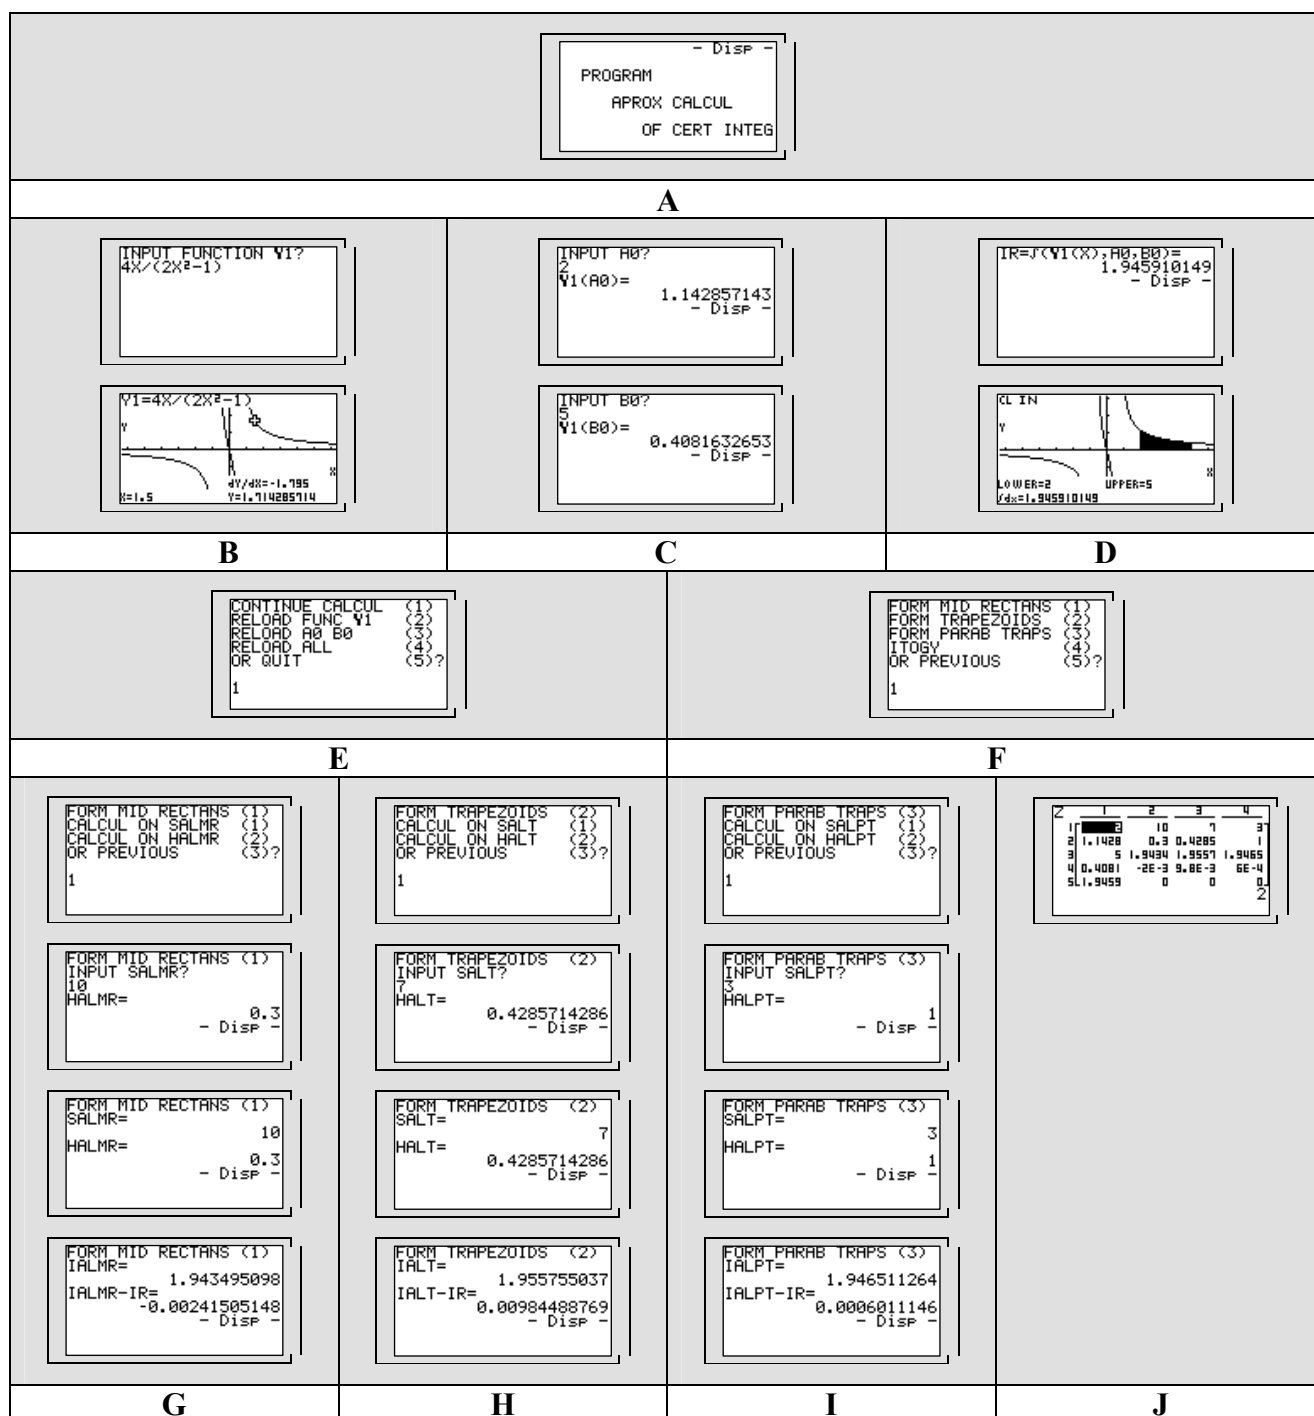 - Disp -
PROGRAM
APROX CALCUL
OF CERT INTEG
A
INPUT FUNCTION Y1?
4X/(2X²-1)
Y1=4X/(2X²-1)
Y
X
dY/dX=-1.795
X=1.5 Y=1.714285714
B
INPUT A0?
2
Y1(A0)=
1.142857143
- Disp -
INPUT B0?
5
Y1(B0)=
0.4081632653
- Disp -
C
IR=∫(Y1(X),A0,B0)=
1.945910149
- Disp -
CL IN
Y
X
LOWER=2 UPPER=5
∫dx=1.945910149
D
CONTINUE CALCUL (1)
RELOAD FUNC Y1 (2)
RELOAD A0 B0 (3)
RELOAD ALL (4)
OR QUIT (5)?
1
E
FORM MID RECTANS (1)
FORM TRAPEZOIDS (2)
FORM PARAB TRAPS (3)
ITOGY (4)
OR PREVIOUS (5)?
1
F
FORM MID RECTANS (1)
CALCUL ON SALMR (1)
CALCUL ON HALMR (2)
OR PREVIOUS (3)?
1
FORM MID RECTANS (1)
INPUT SALMR?
10
HALMR=
0.3
- Disp -
FORM MID RECTANS (1)
SALMR=
10
HALMR=
0.3
- Disp -
FORM MID RECTANS (1)
IALMR=
1.943495098
IALMR-IR=
-0.00241505148
- Disp -
G
FORM TRAPEZOIDS (2)
CALCUL ON SALT (1)
CALCUL ON HALT (2)
OR PREVIOUS (3)?
1
FORM TRAPEZOIDS (2)
INPUT SALT?
7
HALT=
0.4285714286
- Disp -
FORM TRAPEZOIDS (2)
SALT=
7
HALT=
0.4285714286
- Disp -
FORM TRAPEZOIDS (2)
IALT=
1.955755037
IALT-IR=
0.00984488769
- Disp -
H
FORM PARAB TRAPS (3)
CALCUL ON SALPT (1)
CALCUL ON HALPT (2)
OR PREVIOUS (3)?
1
FORM PARAB TRAPS (3)
INPUT SALPT?
3
HALPT=
1
- Disp -
FORM PARAB TRAPS (3)
SALPT=
3
HALPT=
1
- Disp -
FORM PARAB TRAPS (3)
IALPT=
1.946511264
IALPT-IR=
0.0006011146
- Disp -
I
Z 1 2 3 4
1 2 10 7 3
2 1.1428 0.3 0.4285 1
3 5 1.9434 1.9557 1.9465
4 0.4081 -2E-3 9.8E-3 6E-4
5 1.9459 0 0 0
2
J